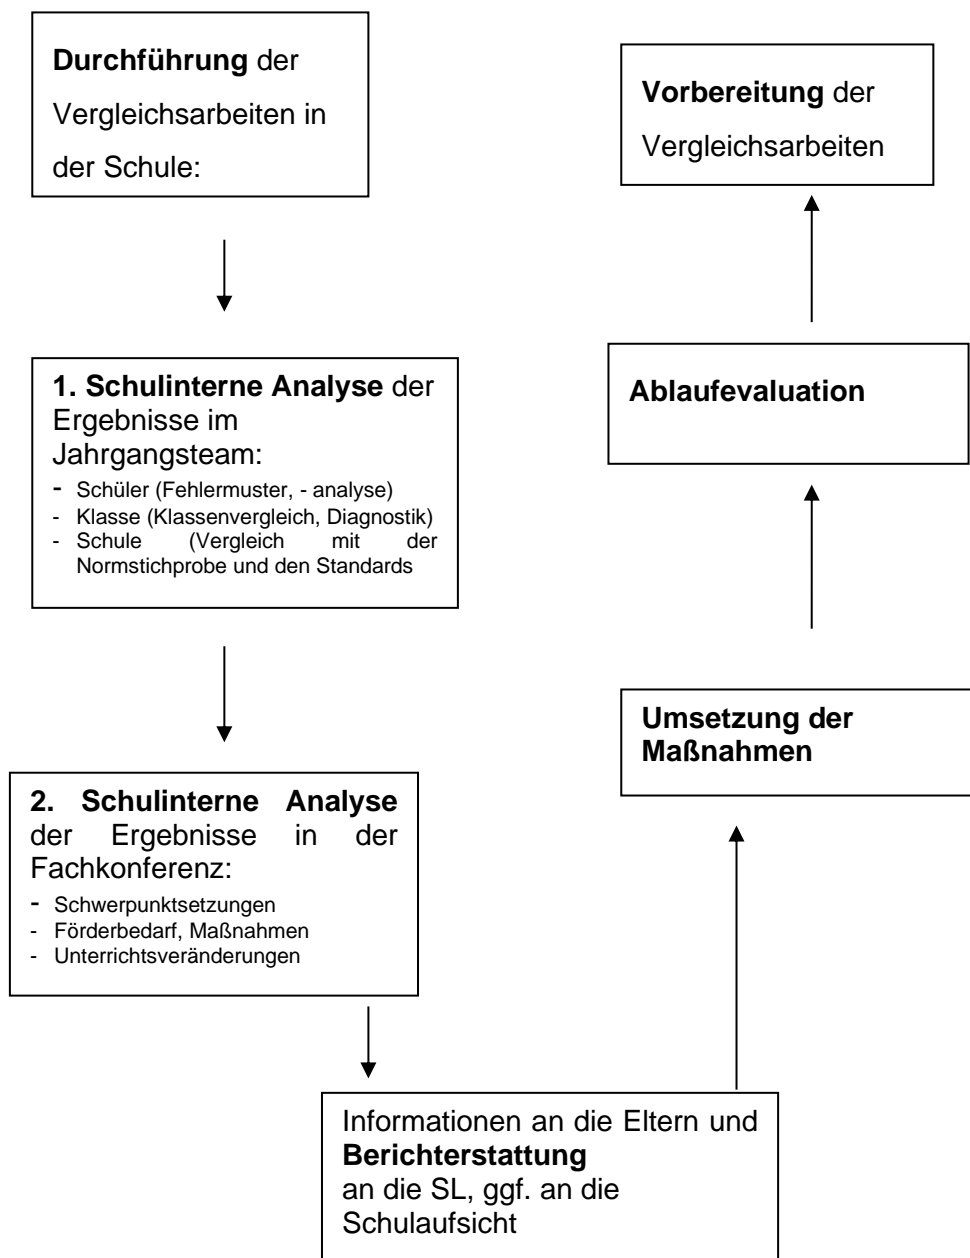 Durchführung der
Vergleichsarbeiten in
der Schule:
1. Schulinterne Analyse der
Ergebnisse im
Jahrgangsteam:
- Schüler (Fehlermuster, - analyse)
- Klasse (Klassenvergleich, Diagnostik)
- Schule (Vergleich mit der
Normstichprobe und den Standards
2. Schulinterne Analyse
der Ergebnisse in der
Fachkonferenz:
- Schwerpunktsetzungen
- Förderbedarf, Maßnahmen
- Unterrichtsveränderungen
Informationen an die Eltern und
Berichterstattung
an die SL, ggf. an die
Schulaufsicht
Umsetzung der
Maßnahmen
Ablaufevaluation
Vorbereitung der
Vergleichsarbeiten